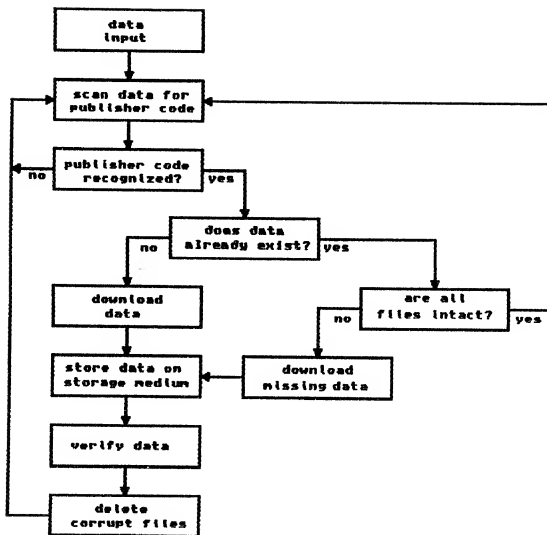 data
input
scan data for
publisher code
publisher code
recognized?
no
yes
does data
already exist?
no
yes
download
data
are all
files intact?
no
yes
store data on
storage medium
download
missing data
verify data
delete
corrupt files